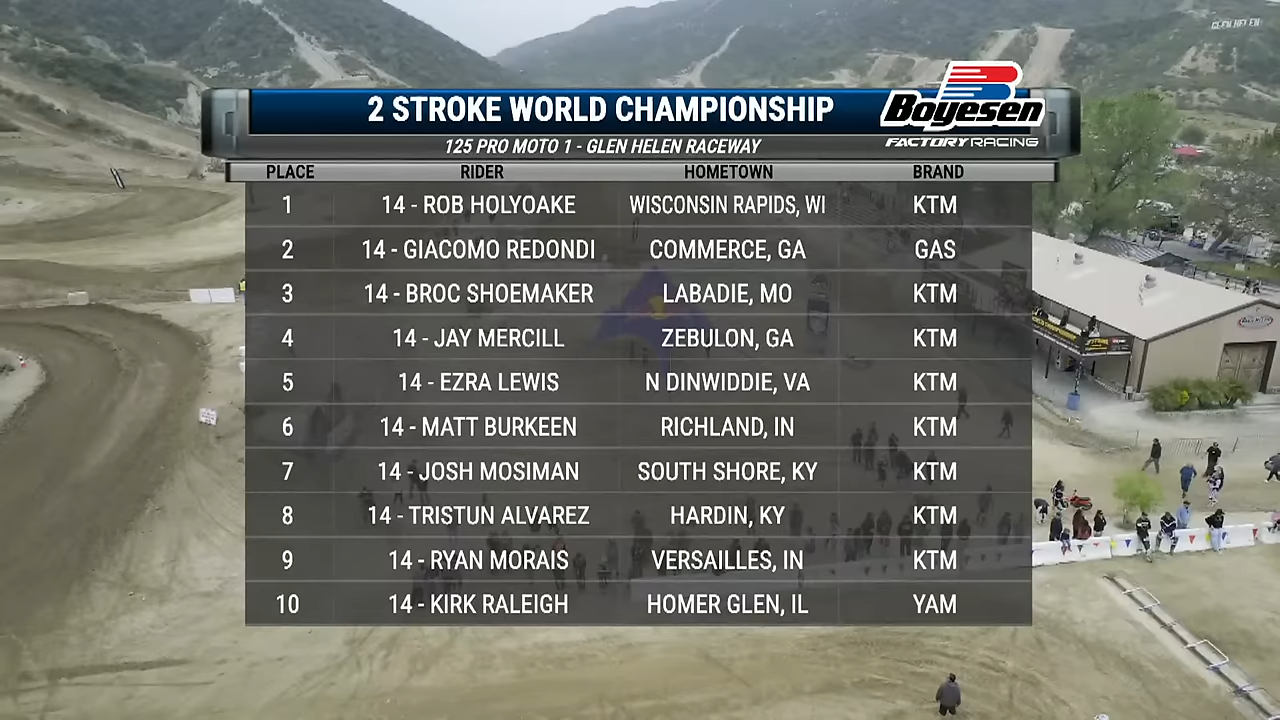 GLEN HELEN
2 STROKE WORLD CHAMPIONSHIP
Boyesen
FACTORY RACING
125 PRO MOTO 1 - GLEN HELEN RACEWAY
PLACE RIDER HOMETOWN BRAND
1 14 - ROB HOLYOAKE WISCONSIN RAPIDS, WI KTM
2 14 - GIACOMO REDONDI COMMERCE, GA GAS
3 14 - BROC SHOEMAKER LABADIE, MO KTM
4 14 - JAY MERCILL ZEBULON, GA KTM
5 14 - EZRA LEWIS N DINWIDDIE, VA KTM
6 14 - MATT BURKEEN RICHLAND, IN KTM
7 14 - JOSH MOSIMAN SOUTH SHORE, KY KTM
8 14 - TRISTUN ALVAREZ HARDIN, KY KTM
9 14 - RYAN MORAIS VERSAILLES, IN KTM
10 14 - KIRK RALEIGH HOMER GLEN, IL YAM